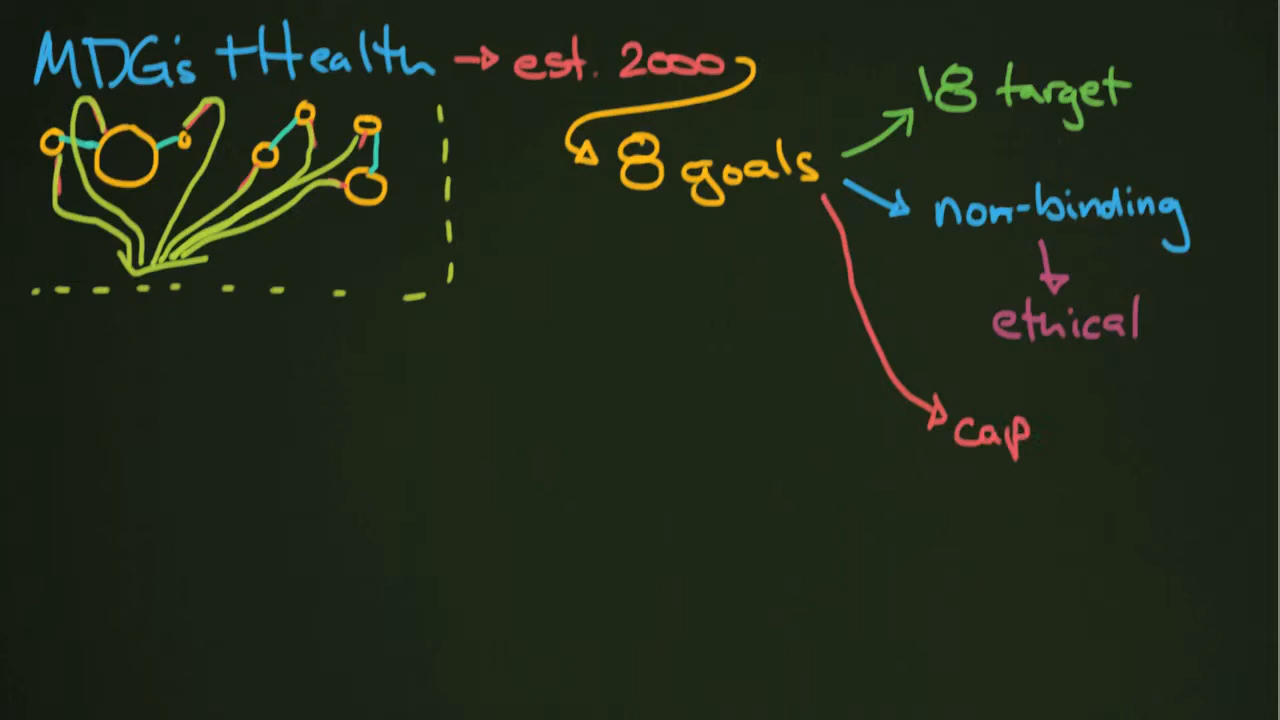 MDG's + Health → est. 2000
8 goals
18 target
non-binding
ethical
cap